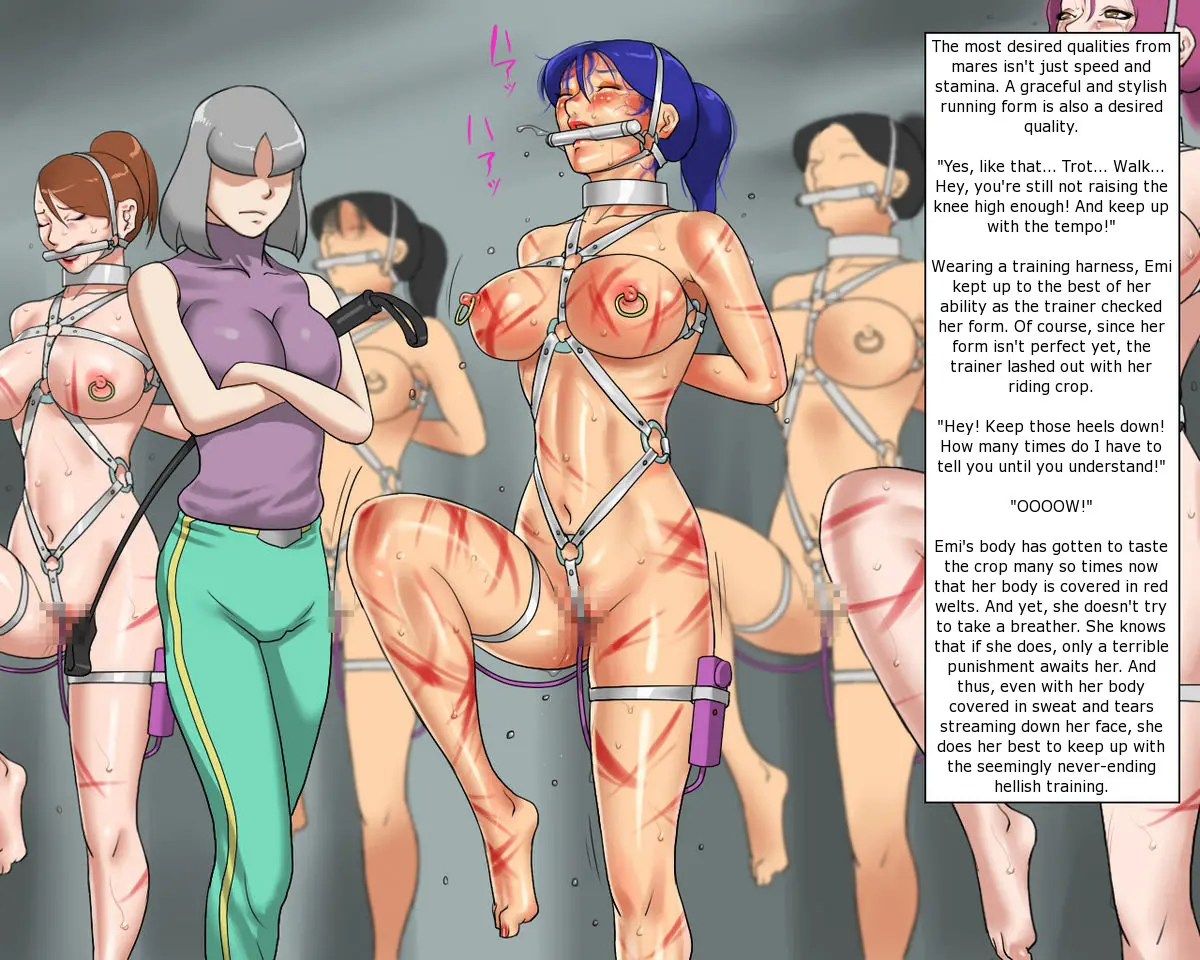 ハアッ
ハアッ
The most desired qualities from
mares isn't just speed and
stamina. A graceful and stylish
running form is also a desired
quality.
"Yes, like that... Trot... Walk...
Hey, you're still not raising the
knee high enough! And keep up
with the tempo!"
Wearing a training harness, Emi
kept up to the best of her
ability as the trainer checked
her form. Of course, since her
form isn't perfect yet, the
trainer lashed out with her
riding crop.
"Hey! Keep those heels down!
How many times do I have to
tell you until you understand!"
"OOOOW!"
Emi's body has gotten to taste
the crop many so times now
that her body is covered in red
welts. And yet, she doesn't try
to take a breather. She knows
that if she does, only a terrible
punishment awaits her. And
thus, even with her body
covered in sweat and tears
streaming down her face, she
does her best to keep up with
the seemingly never-ending
hellish training.